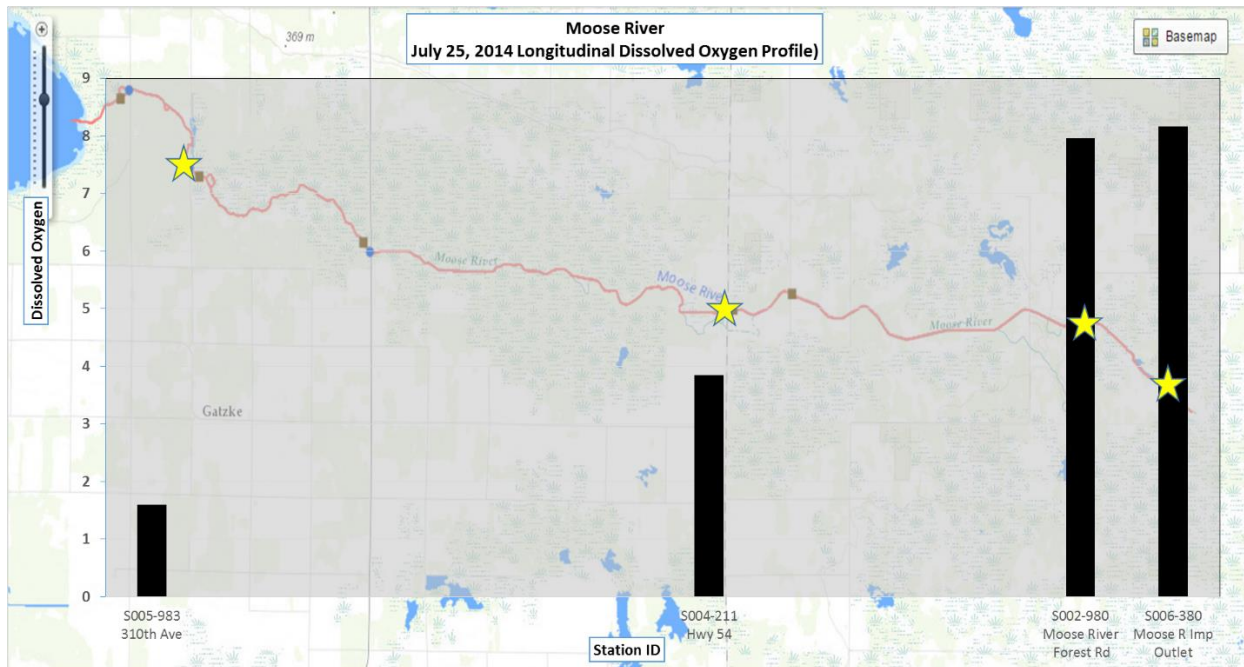 Moose River
July 25, 2014 Longitudinal Dissolved Oxygen Profile)
369 m
Basemap
9
8
7
6
5
4
3
2
1
0
Dissolved Oxygen
Moose River
Moose River
Moose River
Gatzke
S005-983
310th Ave
S004-211
Hwy 54
S002-980
Moose River
Forest Rd
S006-380
Moose R Imp
Outlet
Station ID